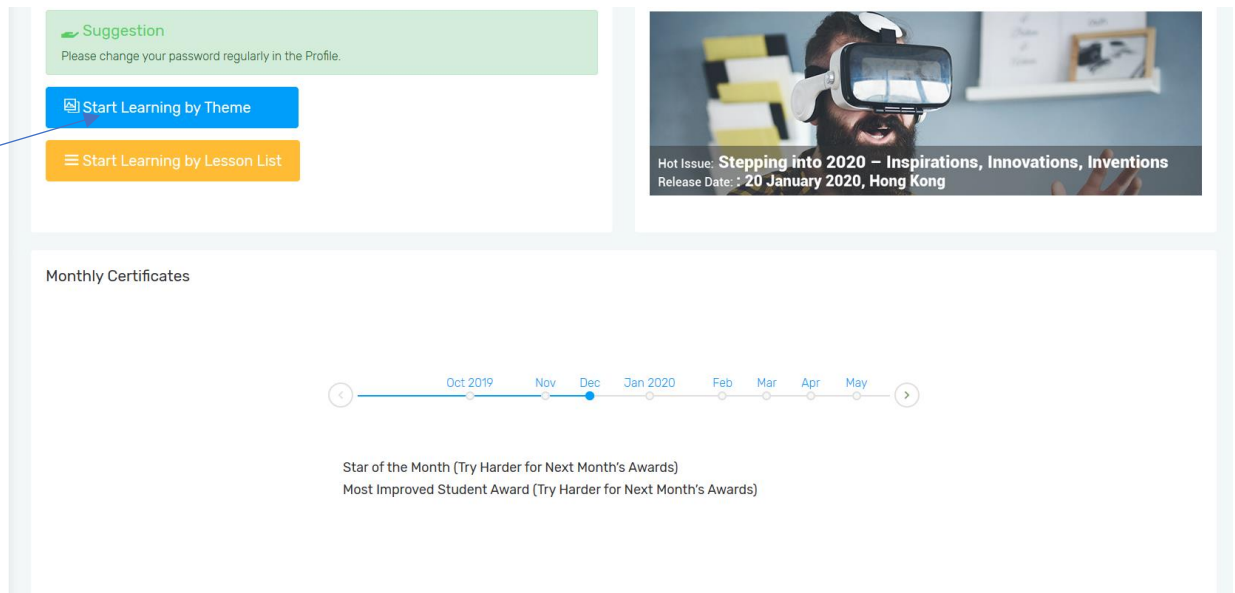 Suggestion
Please change your password regularly in the Profile.
Start Learning by Theme
Start Learning by Lesson List
Hot Issue: Stepping into 2020 – Inspirations, Innovations, Inventions
Release Date: : 20 January 2020, Hong Kong
Monthly Certificates
Oct 2019 Nov Dec Jan 2020 Feb Mar Apr May
Star of the Month (Try Harder for Next Month's Awards)
Most Improved Student Award (Try Harder for Next Month's Awards)